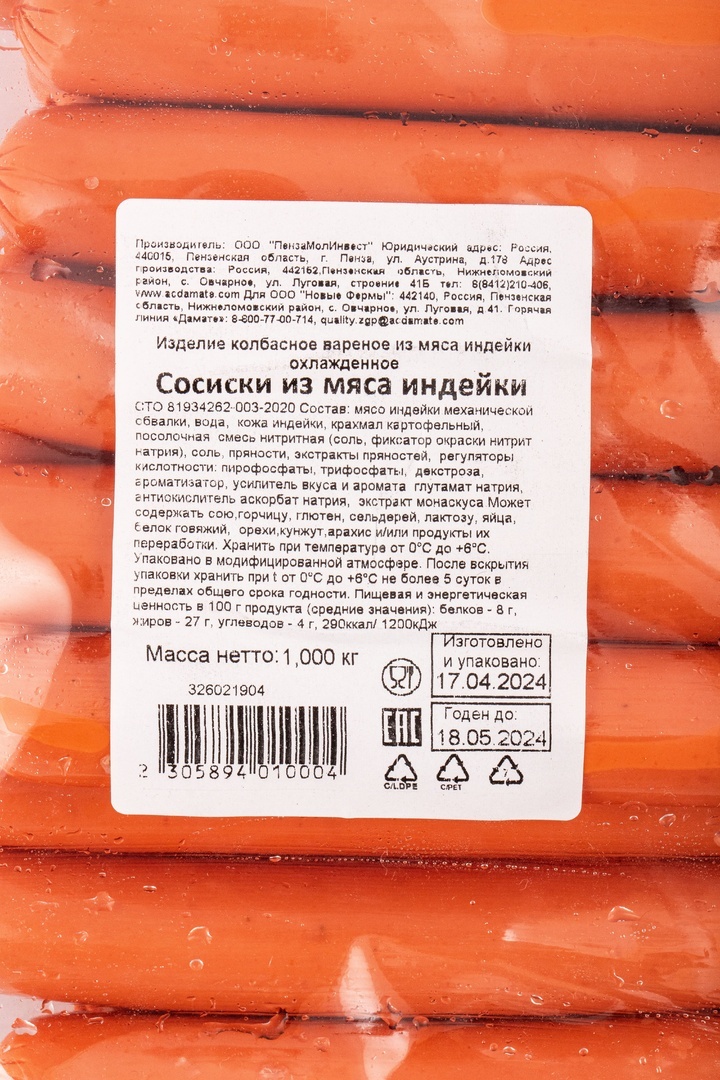 Производитель: ООО "ПензаМолИнвест" Юридический адрес: Россия,
440015, Пензенская область, г. Пенза, ул. Аустрина, д.178 Адрес
производства: Россия, 442152,Пензенская область, Нижнеломовский
район, с. Овчарное, ул. Луговая, строение 41Б тел: 8(8412)210-406,
www.acdamate.com Для ООО "Новые Фермы": 442140, Россия, Пензенская
область, Нижнеломовский район, с. Овчарное, ул. Луговая, д.41. Горячая
линия «Дамате»: 8-800-77-00-714, quality.zgp@acdamate.com
Изделие колбасное вареное из мяса индейки
охлажденное
Сосиски из мяса индейки
СТО 81934262-003-2020 Состав: мясо индейки механической
обвалки, вода, кожа индейки, крахмал картофельный,
посолочная смесь нитритная (соль, фиксатор окраски нитрит
натрия), соль, пряности, экстракты пряностей, регуляторы
кислотности: пирофосфаты, трифосфаты, декстроза,
ароматизатор, усилитель вкуса и аромата глутамат натрия,
антиокислитель аскорбат натрия, экстракт монаскуса Может
содержать сою,горчицу, глютен, сельдерей, лактозу, яйца,
белок говяжий, орехи,кунжут,арахис и/или продукты их
переработки. Хранить при температуре от 0°С до +6°С.
Упаковано в модифицированной атмосфере. После вскрытия
упаковки хранить при t от 0°С до +6°С не более 5 суток в
пределах общего срока годности. Пищевая и энергетическая
ценность в 100 г продукта (средние значения): белков - 8 г,
жиров - 27 г, углеводов - 4 г, 290ккал/ 1200кДж
Масса нетто: 1,000 кг
Изготовлено
и упаковано:
17.04.2024
326021904
Годен до:
18.05.2024
EAC
2 305894 010004
C/LDPE
C/PET
7